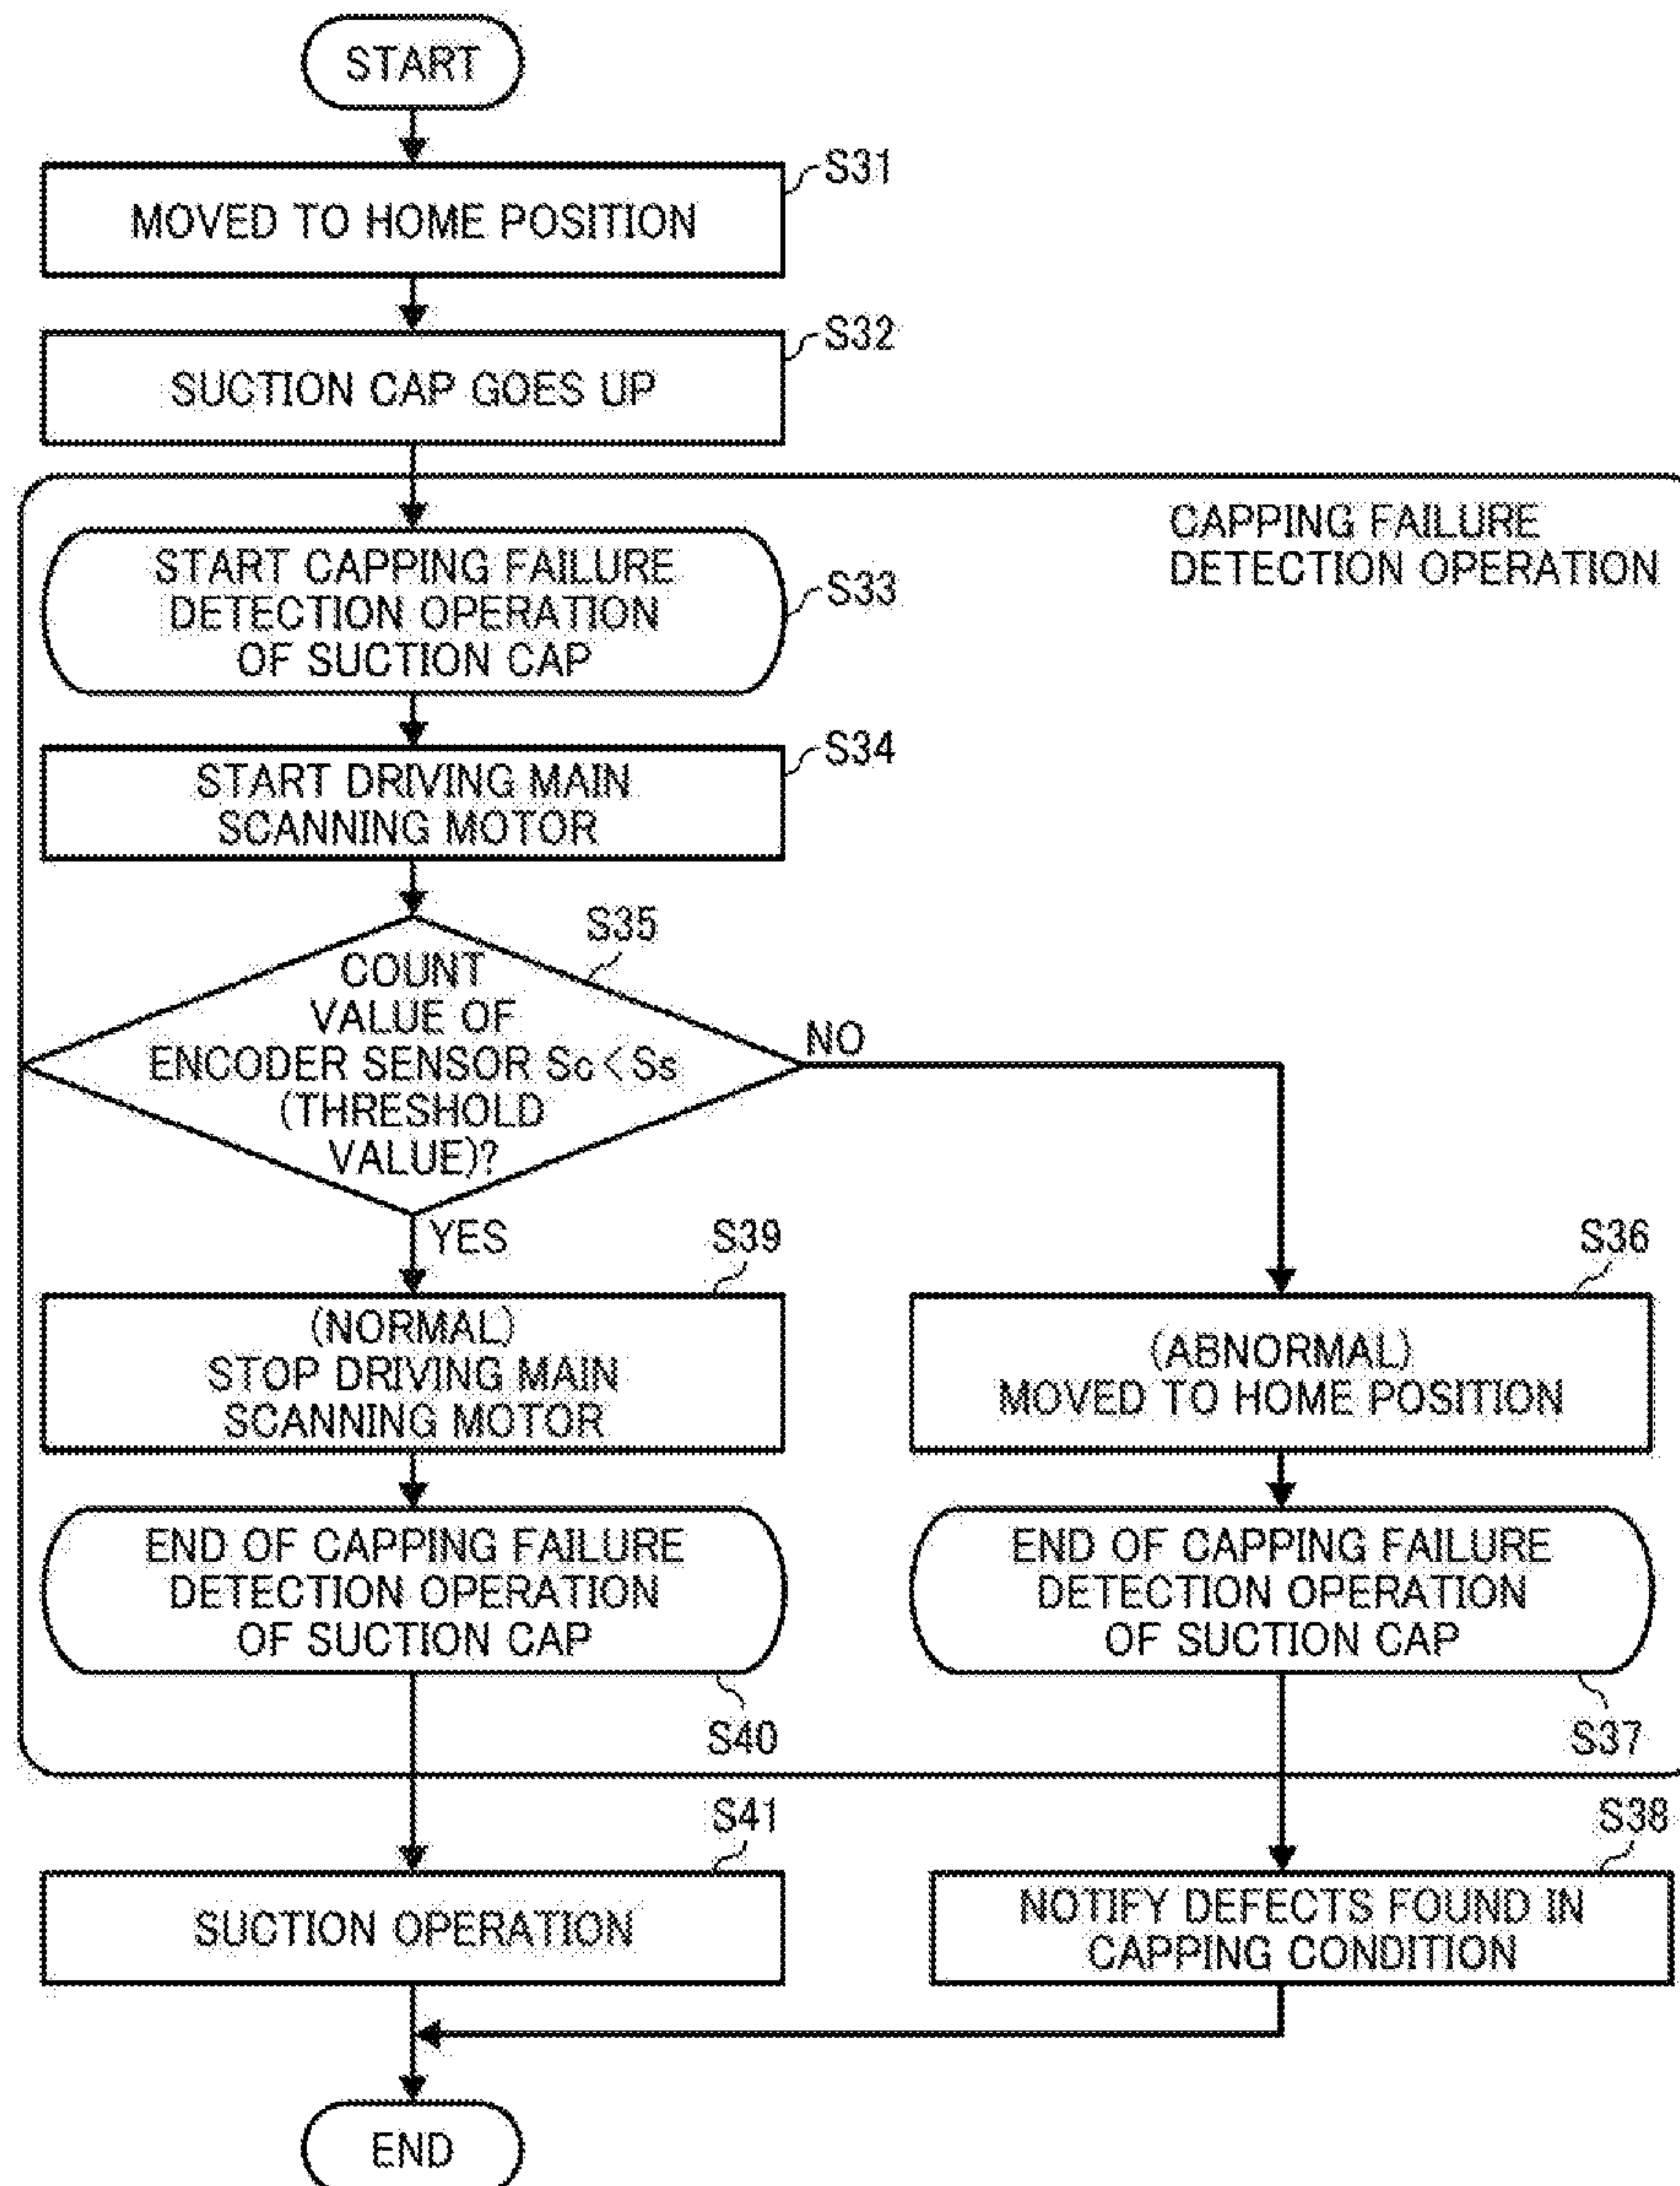 START
S31
MOVED TO HOME POSITION
S32
SUCTION CAP GOES UP
CAPPING FAILURE
DETECTION OPERATION
START CAPPING FAILURE
DETECTION OPERATION
OF SUCTION CAP
S33
S34
START DRIVING MAIN
SCANNING MOTOR
S35
COUNT
VALUE OF
ENCODER SENSOR Sc < Ss
(THRESHOLD
VALUE)?
NO
YES
S39
(NORMAL)
STOP DRIVING MAIN
SCANNING MOTOR
S36
(ABNORMAL)
MOVED TO HOME POSITION
END OF CAPPING FAILURE
DETECTION OPERATION
OF SUCTION CAP
S40
END OF CAPPING FAILURE
DETECTION OPERATION
OF SUCTION CAP
S37
S41
SUCTION OPERATION
S38
NOTIFY DEFECTS FOUND IN
CAPPING CONDITION
END